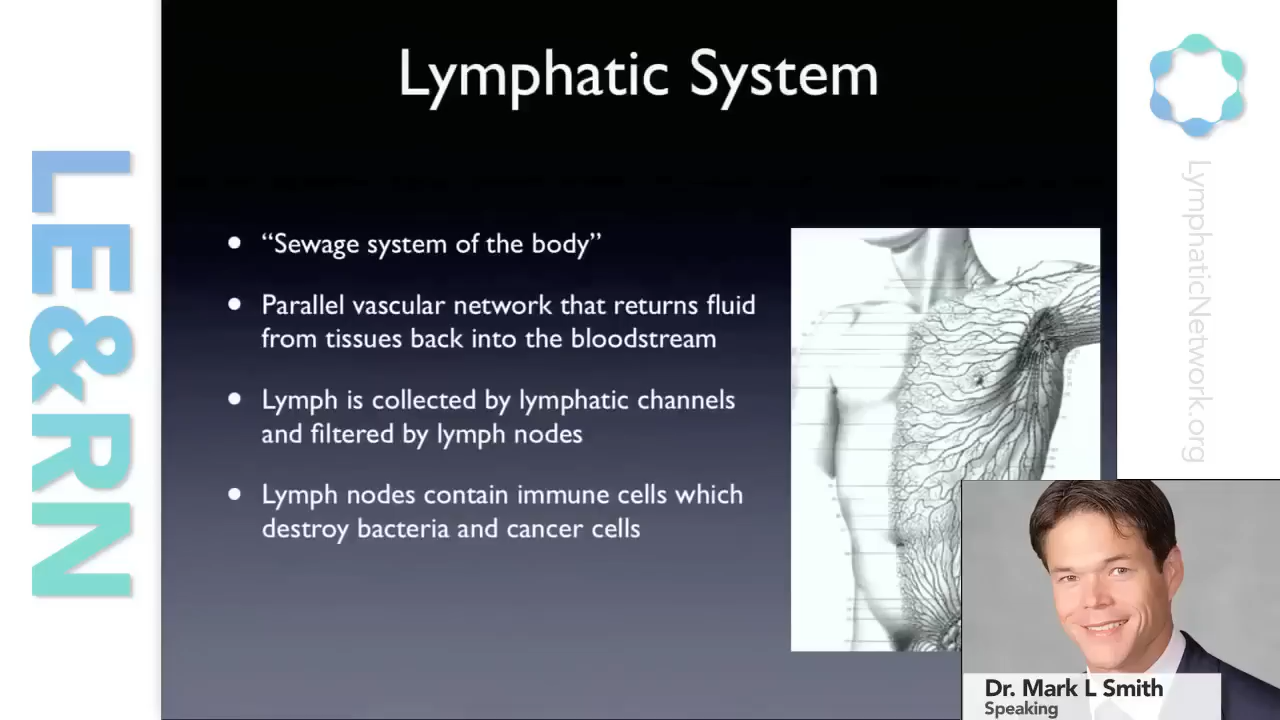 Lymphatic System
LE&RN
LymphaticNetwork.org
• “Sewage system of the body”
• Parallel vascular network that returns fluid
from tissues back into the bloodstream
• Lymph is collected by lymphatic channels
and filtered by lymph nodes
• Lymph nodes contain immune cells which
destroy bacteria and cancer cells
Dr. Mark L Smith
Speaking